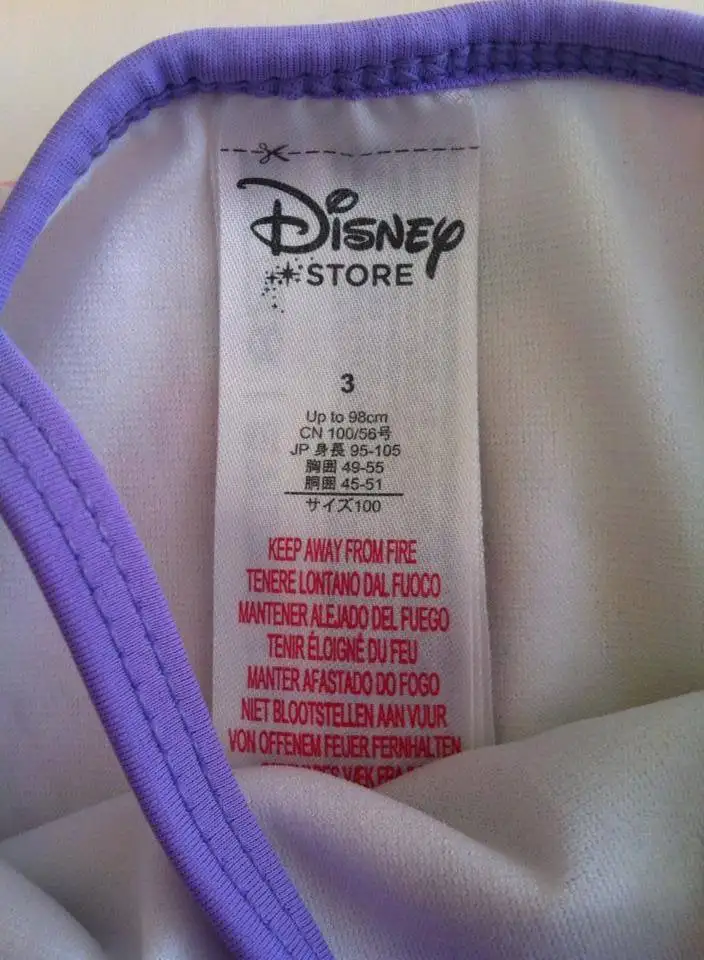 Disney
STORE
3
Up to 98cm
CN 100/56号
JP 身長 95-105
胸囲 49-55
胴囲 45-51
サイズ100
KEEP AWAY FROM FIRE
TENERE LONTANO DAL FUOCO
MANTENER ALEJADO DEL FUEGO
TENIR ÉLOIGNÉ DU FEU
MANTER AFASTADO DO FOGO
NIET BLOOTSTELLEN AAN VUUR
VON OFFENEM FEUER FERNHALTEN
VÆK FRA